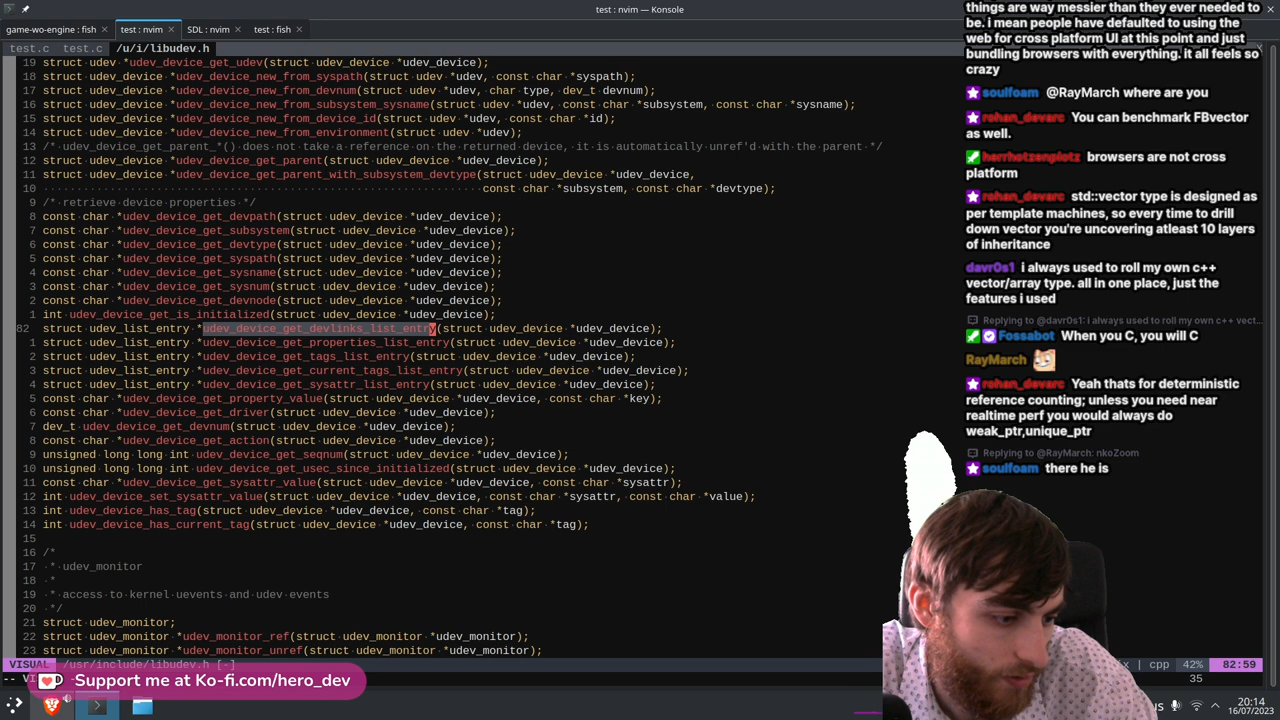 test : nvim — Konsole
game-wo-engine : fish
test : nvim
SDL : nvim
test : fish
test.c test.c /u/i/libudev.h
19 struct udev *udev_device_get_udev(struct udev_device *udev_device);
18 struct udev_device *udev_device_new_from_syspath(struct udev *udev, const char *syspath);
17 struct udev_device *udev_device_new_from_devnum(struct udev *udev, char type, dev_t devnum);
16 struct udev_device *udev_device_new_from_subsystem_sysname(struct udev *udev, const char *subsystem, const char *sysname);
15 struct udev_device *udev_device_new_from_device_id(struct udev *udev, const char *id);
14 struct udev_device *udev_device_new_from_environment(struct udev *udev);
13 /* udev_device_get_parent_*() does not take a reference on the returned device, it is automatically unref'd with the parent */
12 struct udev_device *udev_device_get_parent(struct udev_device *udev_device);
11 struct udev_device *udev_device_get_parent_with_subsystem_devtype(struct udev_device *udev_device,
10 const char *subsystem, const char *devtype);
9 /* retrieve device properties */
8 const char *udev_device_get_devpath(struct udev_device *udev_device);
7 const char *udev_device_get_subsystem(struct udev_device *udev_device);
6 const char *udev_device_get_devtype(struct udev_device *udev_device);
5 const char *udev_device_get_syspath(struct udev_device *udev_device);
4 const char *udev_device_get_sysname(struct udev_device *udev_device);
3 const char *udev_device_get_sysnum(struct udev_device *udev_device);
2 const char *udev_device_get_devnode(struct udev_device *udev_device);
1 int udev_device_get_is_initialized(struct udev_device *udev_device);
82 struct udev_list_entry *udev_device_get_devlinks_list_entry(struct udev_device *udev_device);
1 struct udev_list_entry *udev_device_get_properties_list_entry(struct udev_device *udev_device);
2 struct udev_list_entry *udev_device_get_tags_list_entry(struct udev_device *udev_device);
3 struct udev_list_entry *udev_device_get_current_tags_list_entry(struct udev_device *udev_device);
4 struct udev_list_entry *udev_device_get_sysattr_list_entry(struct udev_device *udev_device);
5 const char *udev_device_get_property_value(struct udev_device *udev_device, const char *key);
6 const char *udev_device_get_driver(struct udev_device *udev_device);
7 dev_t udev_device_get_devnum(struct udev_device *udev_device);
8 const char *udev_device_get_action(struct udev_device *udev_device);
9 unsigned long long int udev_device_get_seqnum(struct udev_device *udev_device);
10 unsigned long long int udev_device_get_usec_since_initialized(struct udev_device *udev_device);
11 const char *udev_device_get_sysattr_value(struct udev_device *udev_device, const char *sysattr);
12 int udev_device_set_sysattr_value(struct udev_device *udev_device, const char *sysattr, const char *value);
13 int udev_device_has_tag(struct udev_device *udev_device, const char *tag);
14 int udev_device_has_current_tag(struct udev_device *udev_device, const char *tag);
15
16 /*
17 * udev_monitor
18 *
19 * access to kernel uevents and udev events
20 */
21 struct udev_monitor;
22 struct udev_monitor *udev_monitor_ref(struct udev_monitor *udev_monitor);
23 struct udev_monitor *udev_monitor_unref(struct udev_monitor *udev_monitor);
VISUAL /usr/include/libudev.h [-]
x | cpp 42% 82:59
35
Support me at Ko-fi.com/hero_dev
us
20:14
16/07/2023
things are way messier than they ever needed to
be. i mean people have defaulted to using the
web for cross platform UI at this point and just
bundling browsers with everything. it all feels so
crazy
soulfoam @RayMarch where are you
rohan_devarc You can benchmark FBvector
as well.
herrhotzenplotz browsers are not cross
platform
rohan_devarc std::vector type is designed as
per template machines, so every time to drill
down vector you're uncovering atleast 10 layers
of inheritance
davr0s1 i always used to roll my own c++
vector/array type. all in one place, just the
features i used
Replying to @davr0s1: i always used to roll my own c++ vect...
Fossabot When you C, you will C
RayMarch
rohan_devarc Yeah thats for deterministic
reference counting; unless you need near
realtime perf you would always do
weak_ptr,unique_ptr
Replying to @RayMarch: nkoZoom
soulfoam there he is